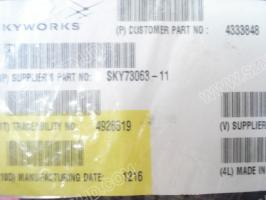 KYWORKS
(P) CUSTOMER PART NO: 4333848
SUPPLIER'S PART NO: SKY73063-11
TRACEABILITY NO: 4926319
(V) SUPPLIER
(10D) MANUFACTURING DATE: 1216
(4L) MADE IN